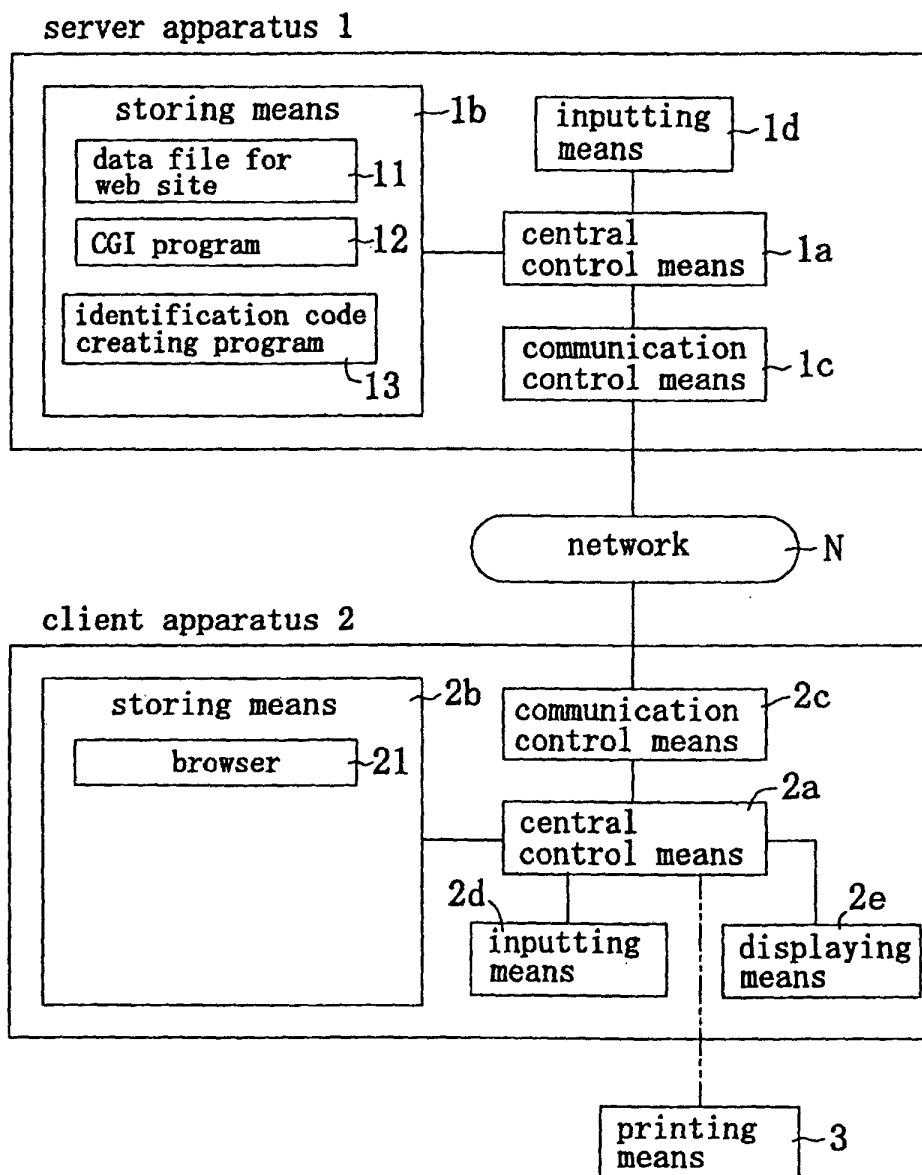 server apparatus 1
storing means
1b
data file for
web site
11
CGI program
12
identification code
creating program
13
inputting
means
1d
central
control means
1a
communication
control means
1c
network
N
client apparatus 2
storing means
2b
browser
21
communication
control means
2c
central
control means
2a
inputting
means
2d
displaying
means
2e
printing
means
3